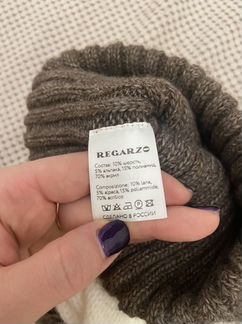 REGARZO
Состав: 10% шерсть,
5% альпака, 15% полиамид,
70% акрил
Composizione: 10% lana,
5% alpaca, 15% poliammide,
70% acrilico
СДЕЛАНО В РОССИИ